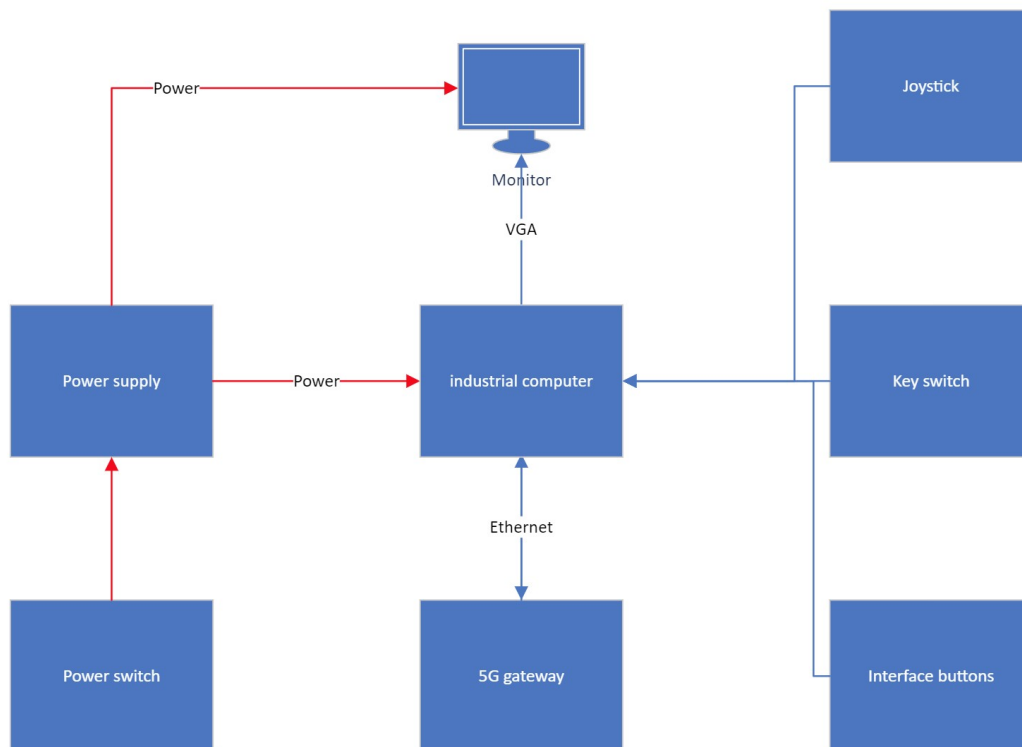 Power
Joystick
Monitor
VGA
Power supply
Power
industrial computer
Key switch
Ethernet
Power switch
5G gateway
Interface buttons